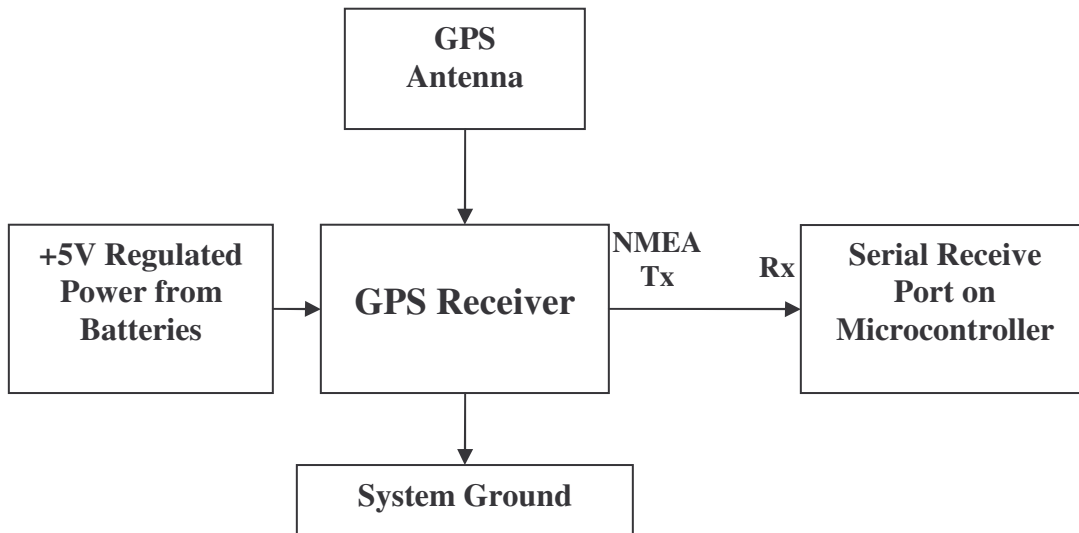 GPS
Antenna
+5V Regulated
Power from
Batteries
GPS Receiver
NMEA
Tx
Rx
Serial Receive
Port on
Microcontroller
System Ground